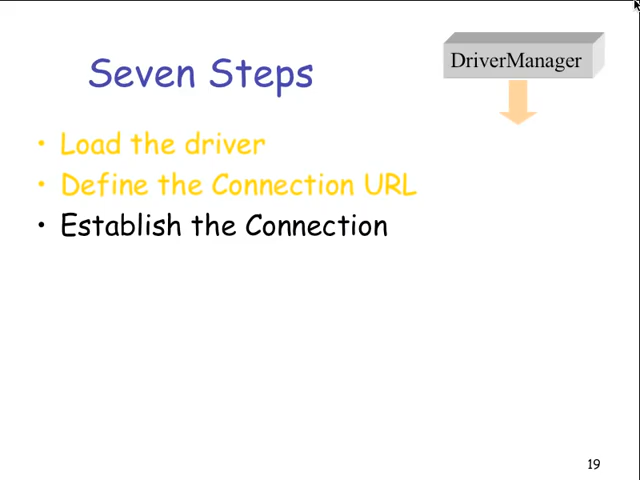 Seven Steps
DriverManager
• Load the driver
• Define the Connection URL
• Establish the Connection
19